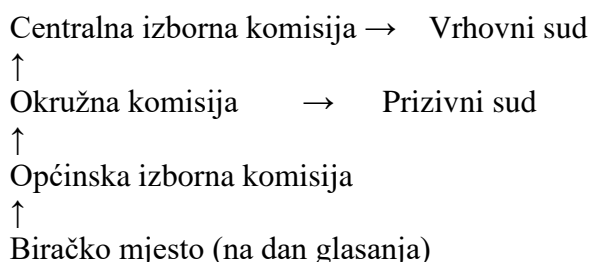 Centralna izborna komisija → Vrhovni sud
↑
Okružna komisija → Prizivni sud
↑
Općinska izborna komisija
↑
Biračko mjesto (na dan glasanja)